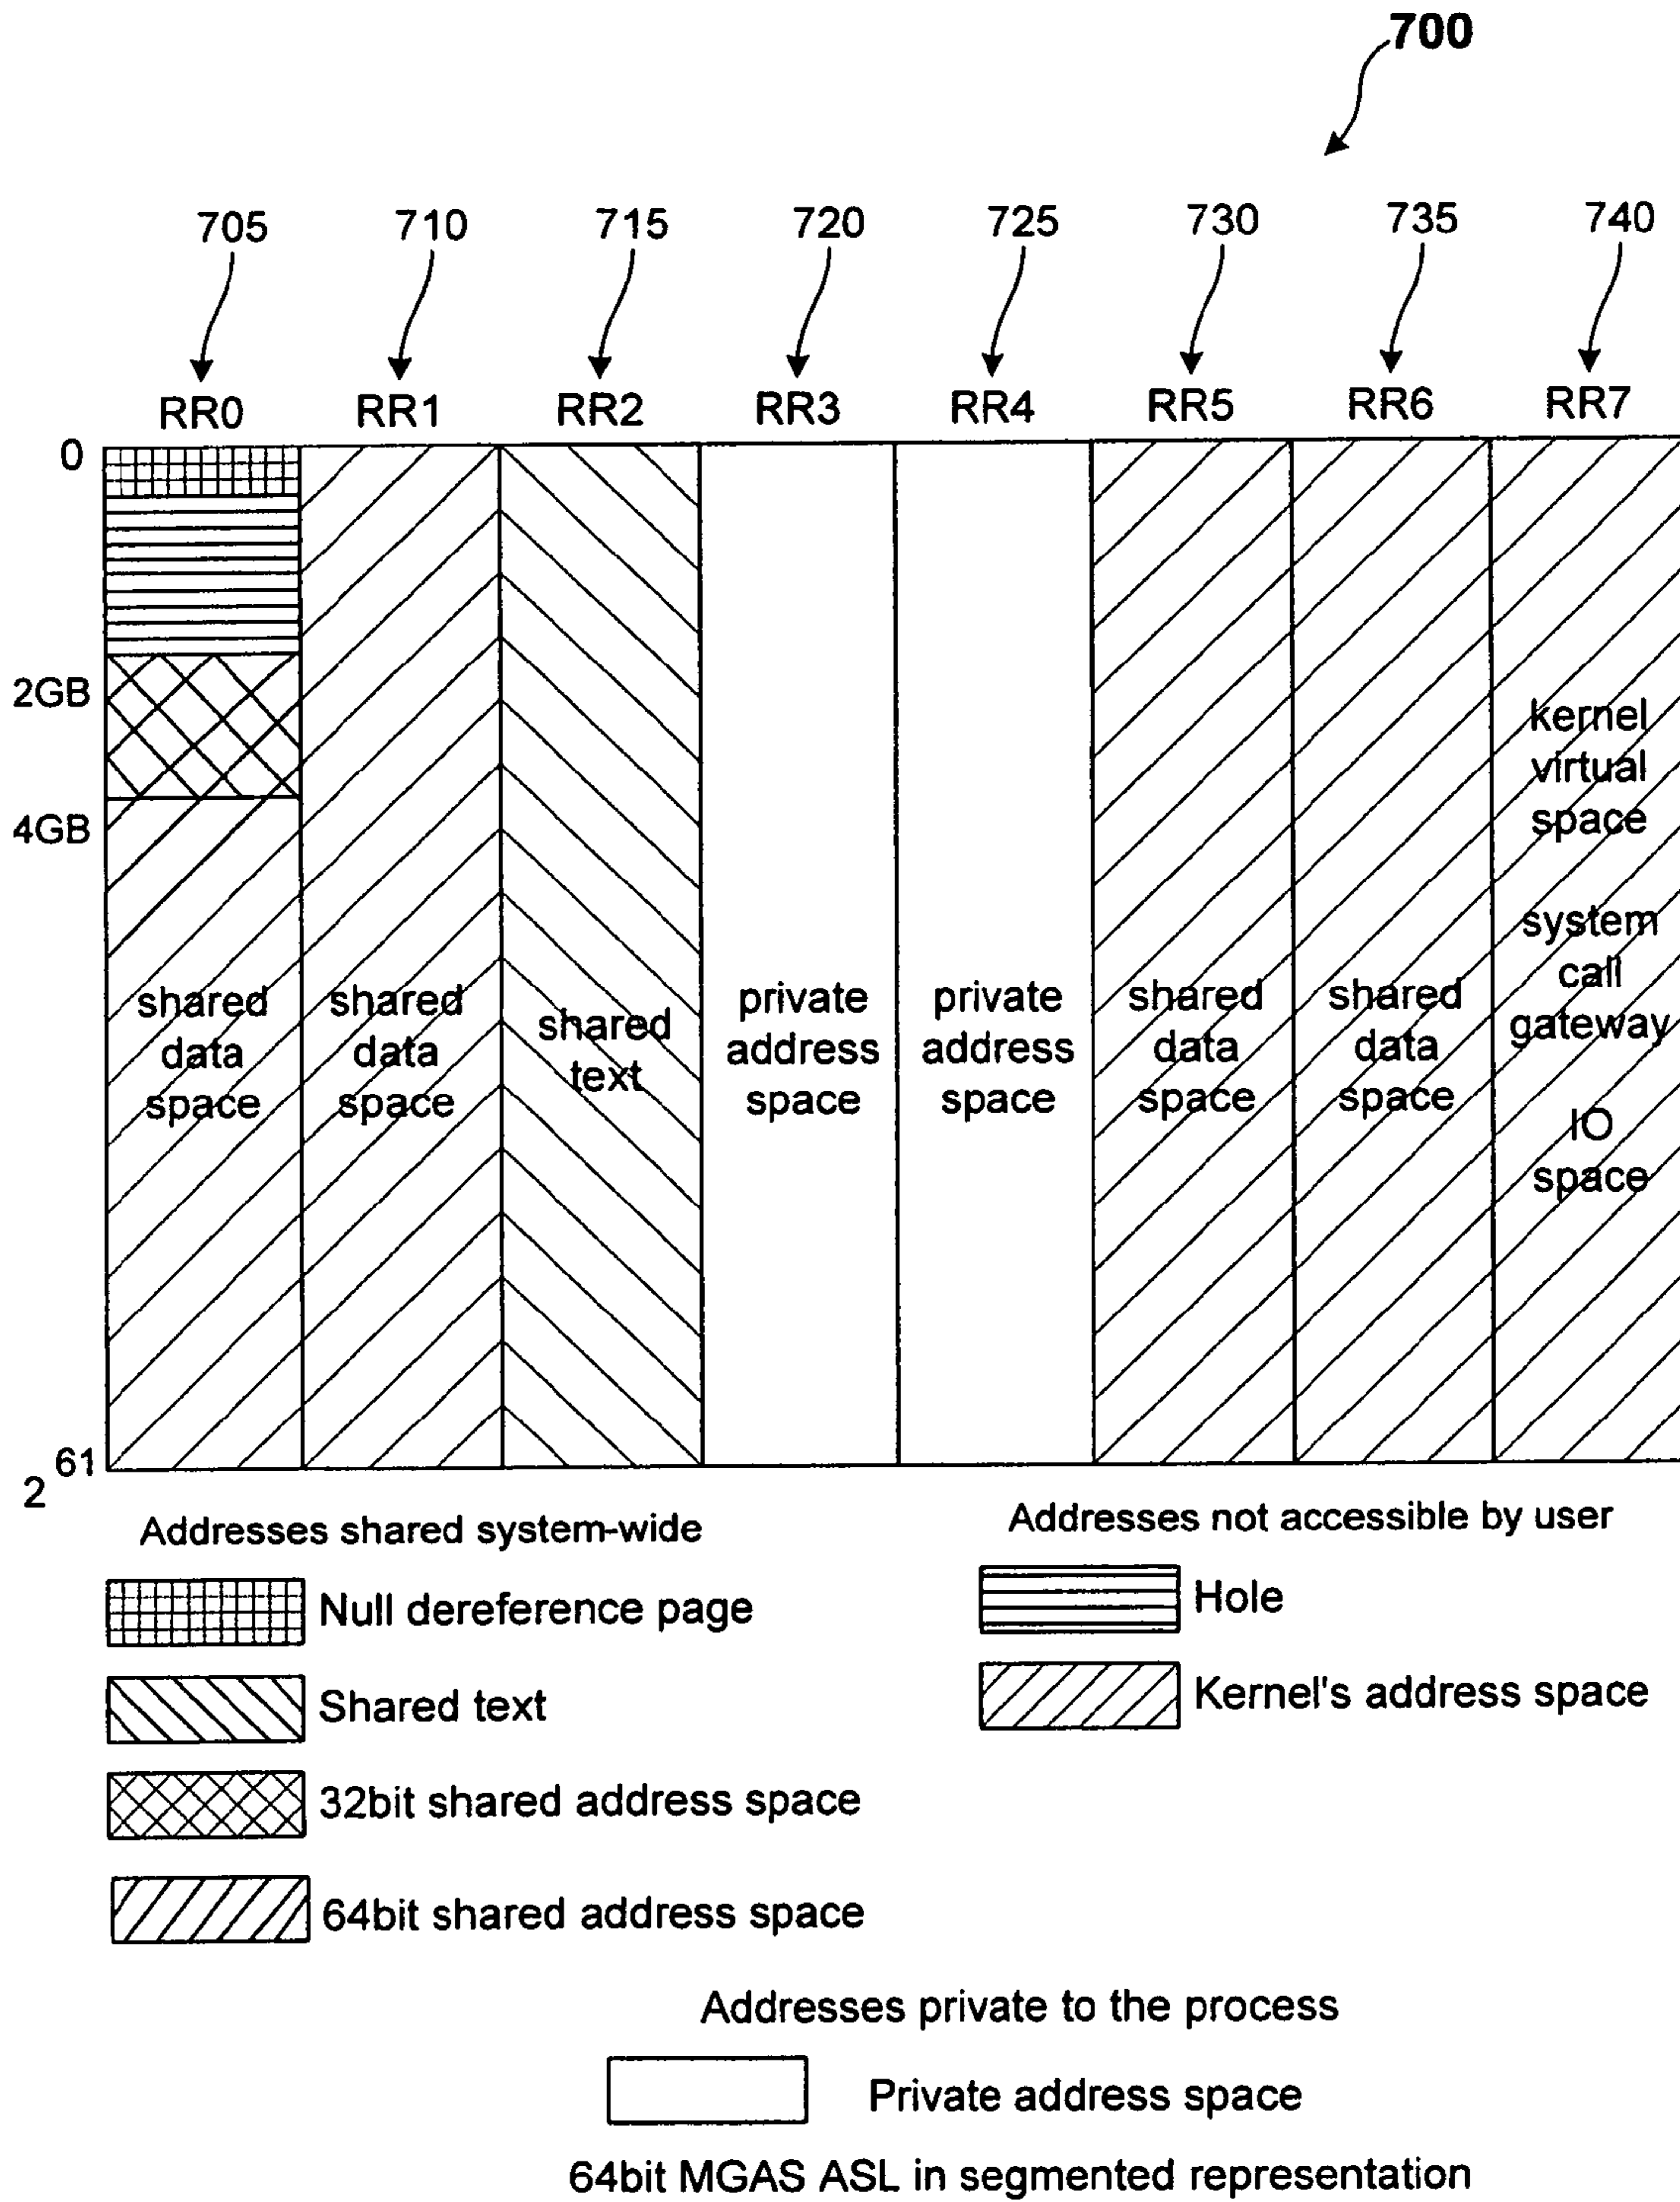 700
705 710 715 720 725 730 735 740
RR0 RR1 RR2 RR3 RR4 RR5 RR6 RR7
0
2GB
4GB
2 61
shared
data
space
shared
data
space
shared
text
private
address
space
private
address
space
shared
data
space
shared
data
space
kernel
virtual
space
system
call
gateway
IO
space
Addresses shared system-wide
Null dereference page
Shared text
32bit shared address space
64bit shared address space
Addresses not accessible by user
Hole
Kernel's address space
Addresses private to the process
Private address space
64bit MGAS ASL in segmented representation